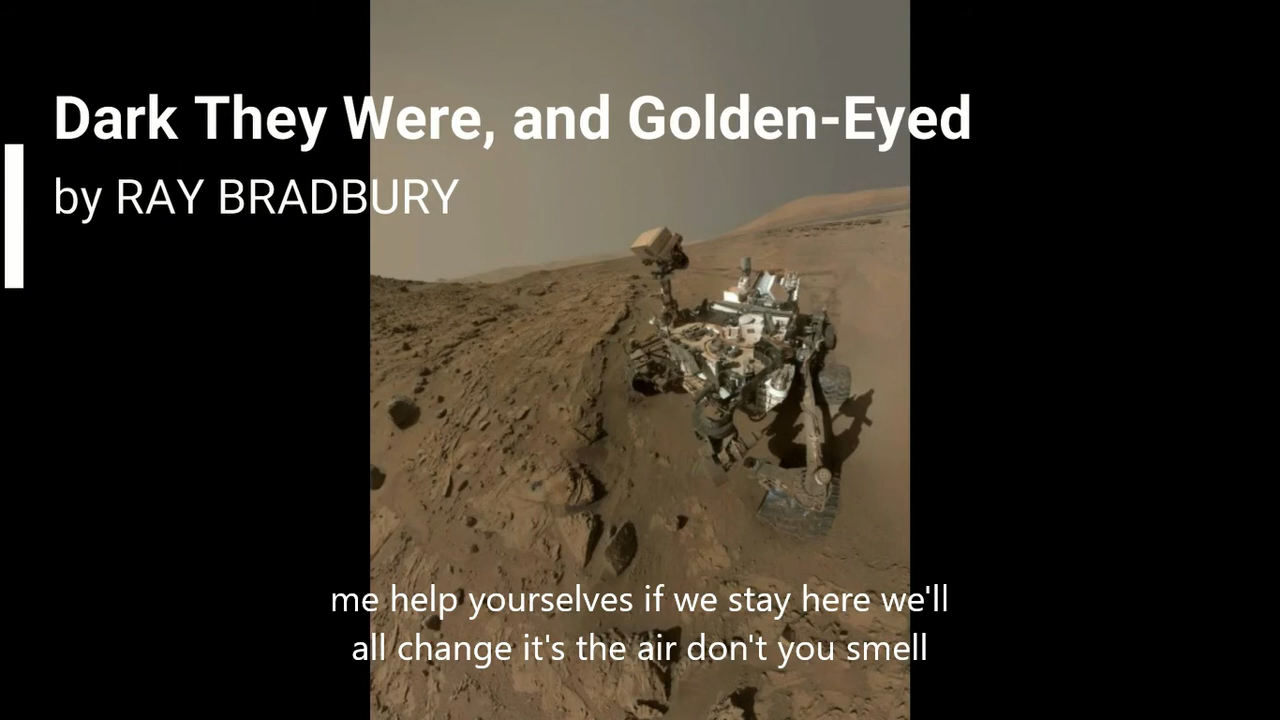 Dark They Were, and Golden-Eyed
by RAY BRADBURY
me help yourselves if we stay here we'll
all change it's the air don't you smell